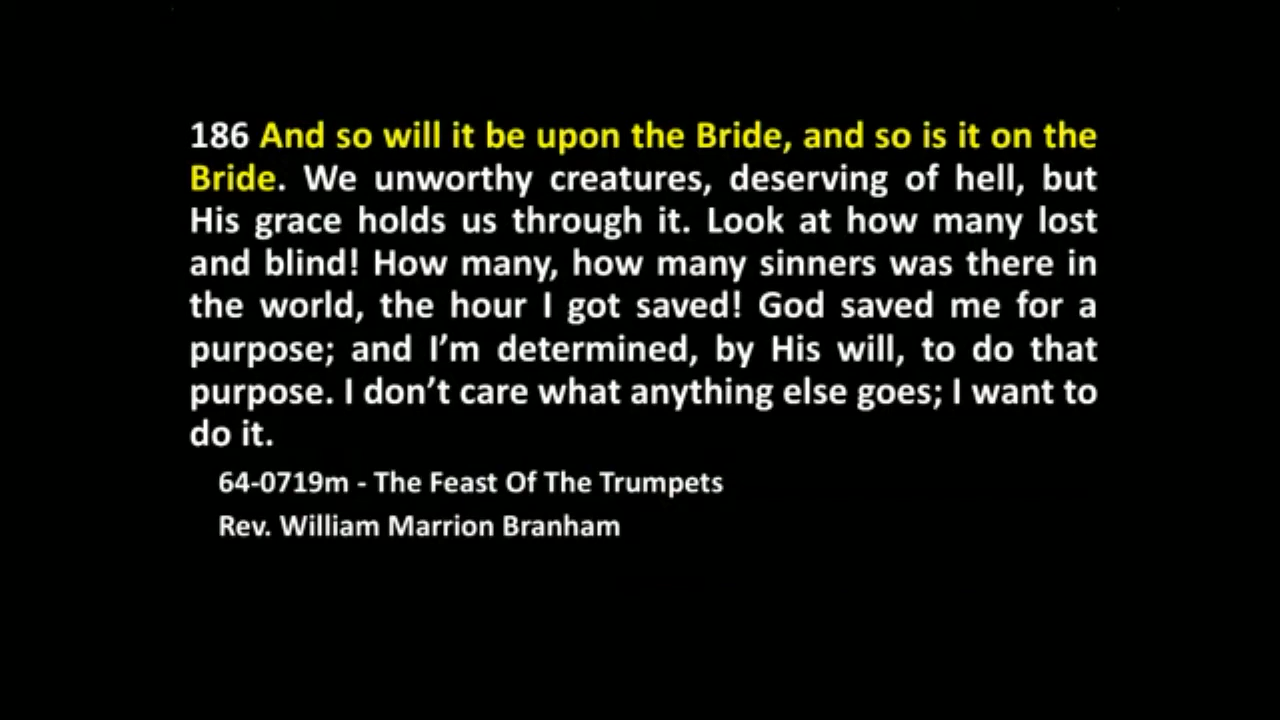 186 And so will it be upon the Bride, and so is it on the
Bride. We unworthy creatures, deserving of hell, but
His grace holds us through it. Look at how many lost
and blind! How many, how many sinners was there in
the world, the hour I got saved! God saved me for a
purpose; and I’m determined, by His will, to do that
purpose. I don’t care what anything else goes; I want to
do it.
64-0719m - The Feast Of The Trumpets
Rev. William Marrion Branham